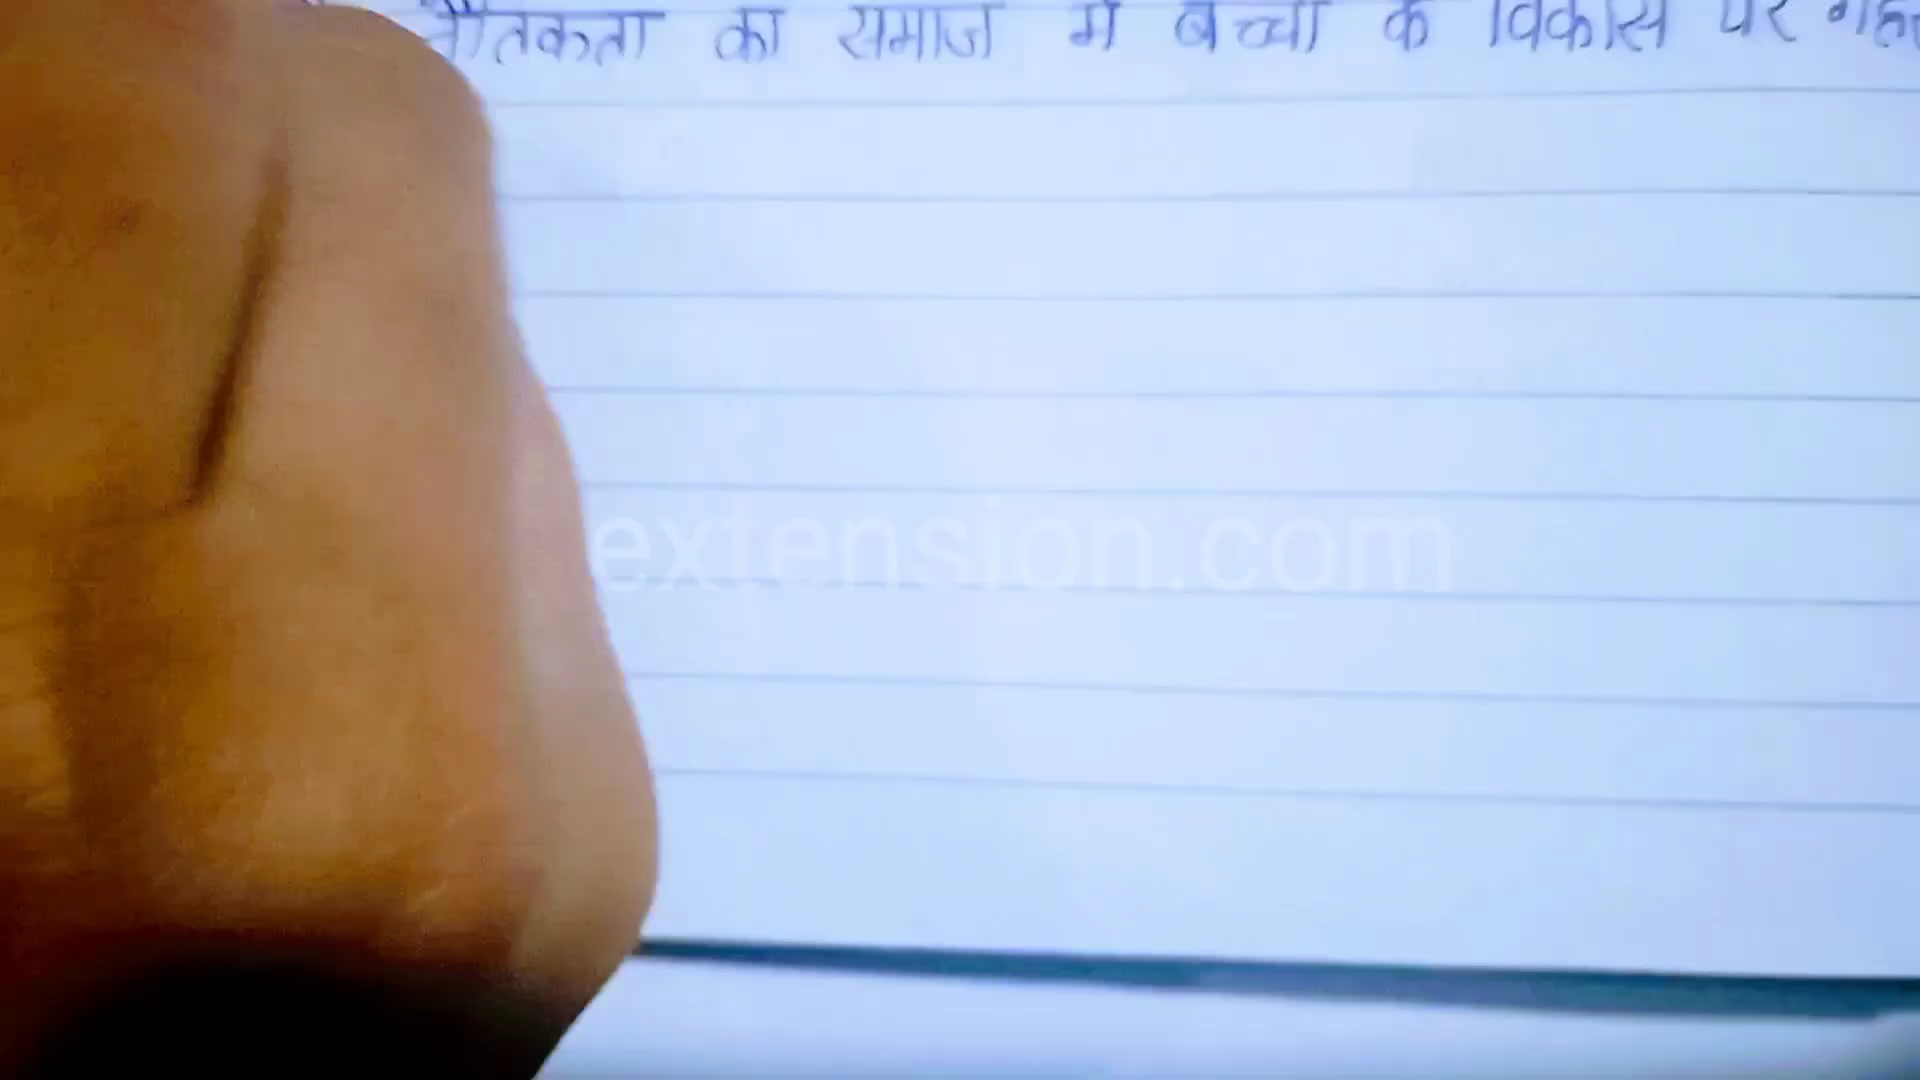 नैतिकता का समाज में बच्चों के विकास पर
extension.com